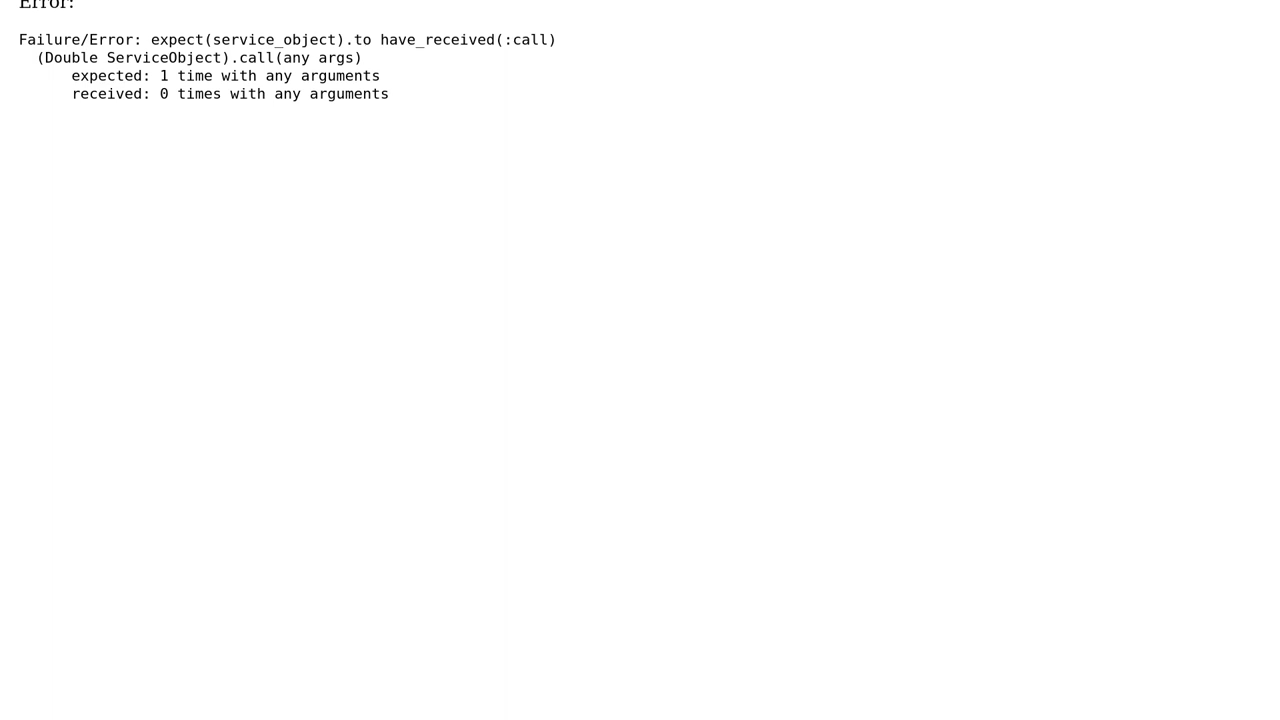 Error:
Failure/Error: expect(service_object).to have_received(:call)
  (Double ServiceObject).call(any args)
      expected: 1 time with any arguments
      received: 0 times with any arguments